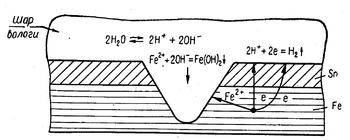 Шар
вологи
2H₂O ⇌ 2H⁺ + 2OH⁻
2H⁺+2e=H₂↑
Fe²⁺+2OH⁻=Fe(OH)₂↓
Sn
Fe²⁺
e
e
Fe